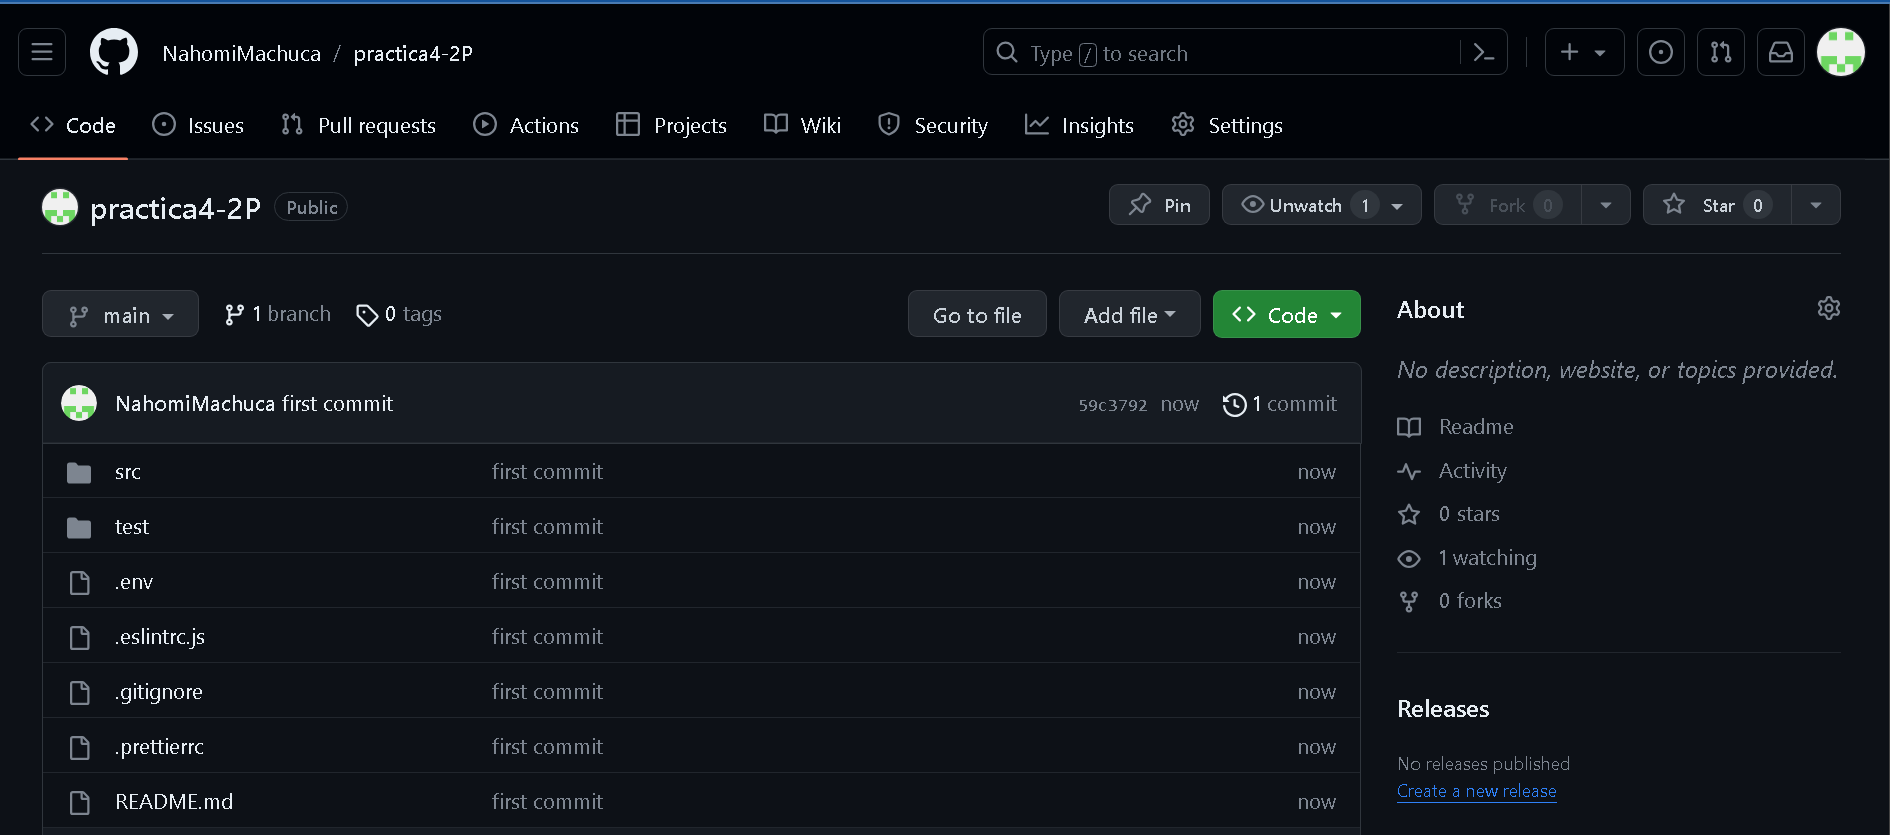 NahomiMachuca / practica4-2P
Type / to search
Code Issues Pull requests Actions Projects Wiki Security Insights Settings
practica4-2P Public
Pin Unwatch 1 Fork 0 Star 0
main 1 branch 0 tags
Go to file Add file Code
NahomiMachuca first commit 59c3792 now 1 commit
src first commit now
test first commit now
.env first commit now
.eslintrc.js first commit now
.gitignore first commit now
.prettierrc first commit now
README.md first commit now
About
No description, website, or topics provided.
Readme
Activity
0 stars
1 watching
0 forks
Releases
No releases published
Create a new release